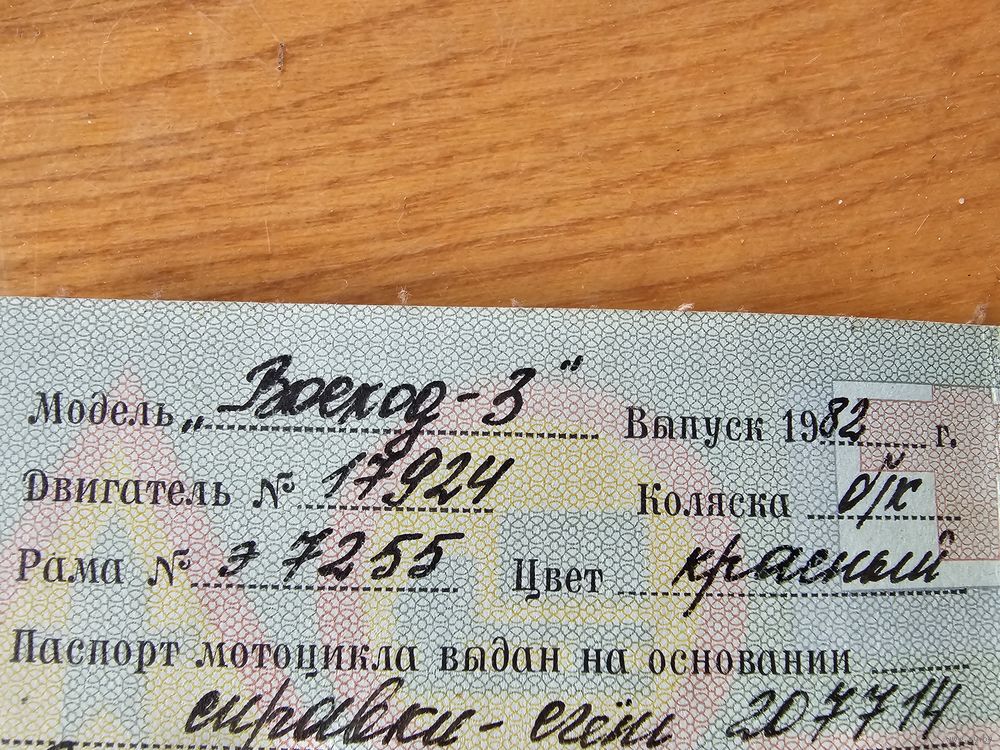 Модель „Восход-3" Выпуск 1982 г.
Двигатель № 17924 Коляска б/к
Рама № э 7255 Цвет красный
Паспорт мотоцикла выдан на основании
справки-счёт 207714